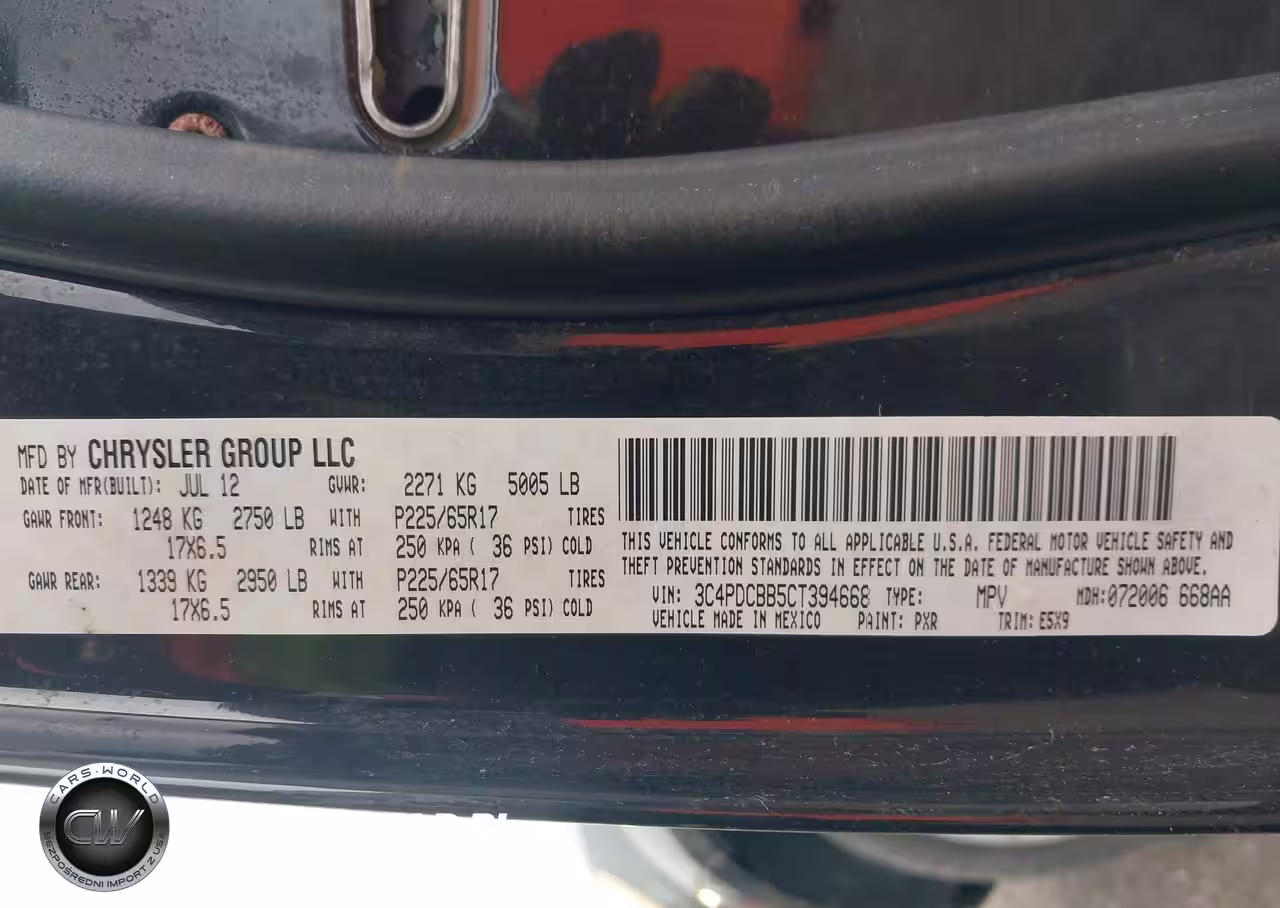 MFD BY CHRYSLER GROUP LLC
DATE OF MFR(BUILT): JUL 12 GVWR: 2271 KG 5005 LB
GAWR FRONT: 1248 KG 2750 LB WITH P225/65R17 TIRES
17X6.5 RIMS AT 250 KPA ( 36 PSI) COLD
GAWR REAR: 1339 KG 2950 LB WITH P225/65R17 TIRES
17X6.5 RIMS AT 250 KPA ( 36 PSI) COLD
THIS VEHICLE CONFORMS TO ALL APPLICABLE U.S.A. FEDERAL MOTOR VEHICLE SAFETY AND
THEFT PREVENTION STANDARDS IN EFFECT ON THE DATE OF MANUFACTURE SHOWN ABOVE.
VIN: 3C4PDCBB5CT394668 TYPE: MPV MDH:072006 668AA
VEHICLE MADE IN MEXICO PAINT: PXR TRIM: E5X9
CARS-WORLD
CW
BEZPOŚREDNI IMPORT Z USA